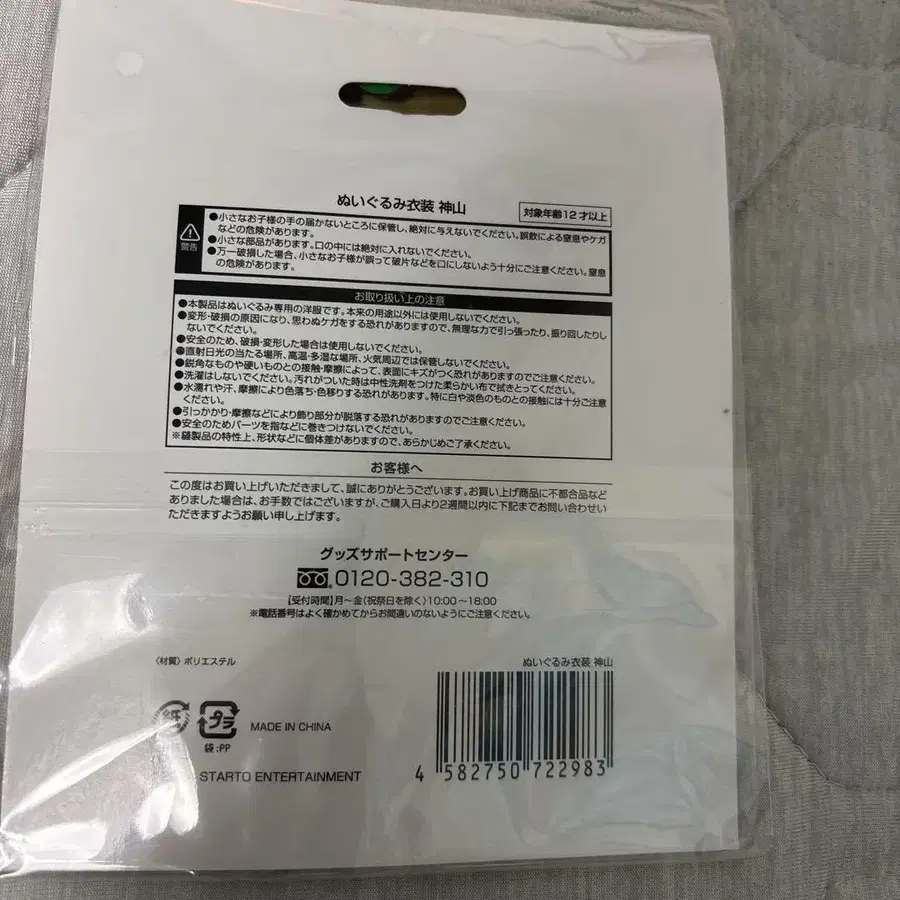 ぬいぐるみ衣装 神山
対象年齢12才以上
警告
●小さなお子様の手の届かないところに保管し、絶対に与えないでください。誤飲による窒息やケガ
などの危険があります。
●小さな部品があります。口の中には絶対に入れないでください。
●万一破損した場合、小さなお子様が誤って破片などを口にしないよう十分にご注意ください。窒息
の危険があります。
お取り扱い上の注意
●本製品はぬいぐるみ専用の洋服です。本来の用途以外には使用しないでください。
●変形・破損の原因になり、思わぬケガをする恐れがありますので、無理な力で引っ張ったり、振り回したりし
ないでください。
●安全のため、破損・変形した場合は使用しないでください。
●直射日光の当たる場所、高温・多湿な場所、火気周辺では保管しないでください。
●鋭角なものや硬いものとの接触・摩擦によって、表面にキズがつく恐れがありますのでご注意ください。
●洗濯はしないでください。汚れがついた時は中性洗剤をつけた柔らかい布で拭きとってください。
●水濡れや汗、摩擦により色落ち・色移りする恐れがあります。特に白や淡色のものとの接触には十分ご注意
ください。
●引っかかり・摩擦などにより飾り部分が脱落する恐れがありますのでご注意ください。
●安全のためパーツを指などに巻きつけないでください。
※縫製品の特性上、形状などに個体差がありますので、あらかじめご了承ください。
お客様へ
この度はお買い上げいただきまして、誠にありがとうございます。お買い上げ商品に不都合品など
ありました場合は、お手数ではございますが、ご購入日より2週間以内に下記までお問い合わせい
ただきますようお願い申し上げます。
グッズサポートセンター
0120-382-310
【受付時間】月〜金(祝祭日を除く)10:00〜18:00
※電話番号はよく確かめてからお間違いのないようにご注意ください。
〈材質〉ポリエステル
ぬいぐるみ衣装 神山
紙 プラ
袋:PP
MADE IN CHINA
STARTO ENTERTAINMENT
4 582750 722983